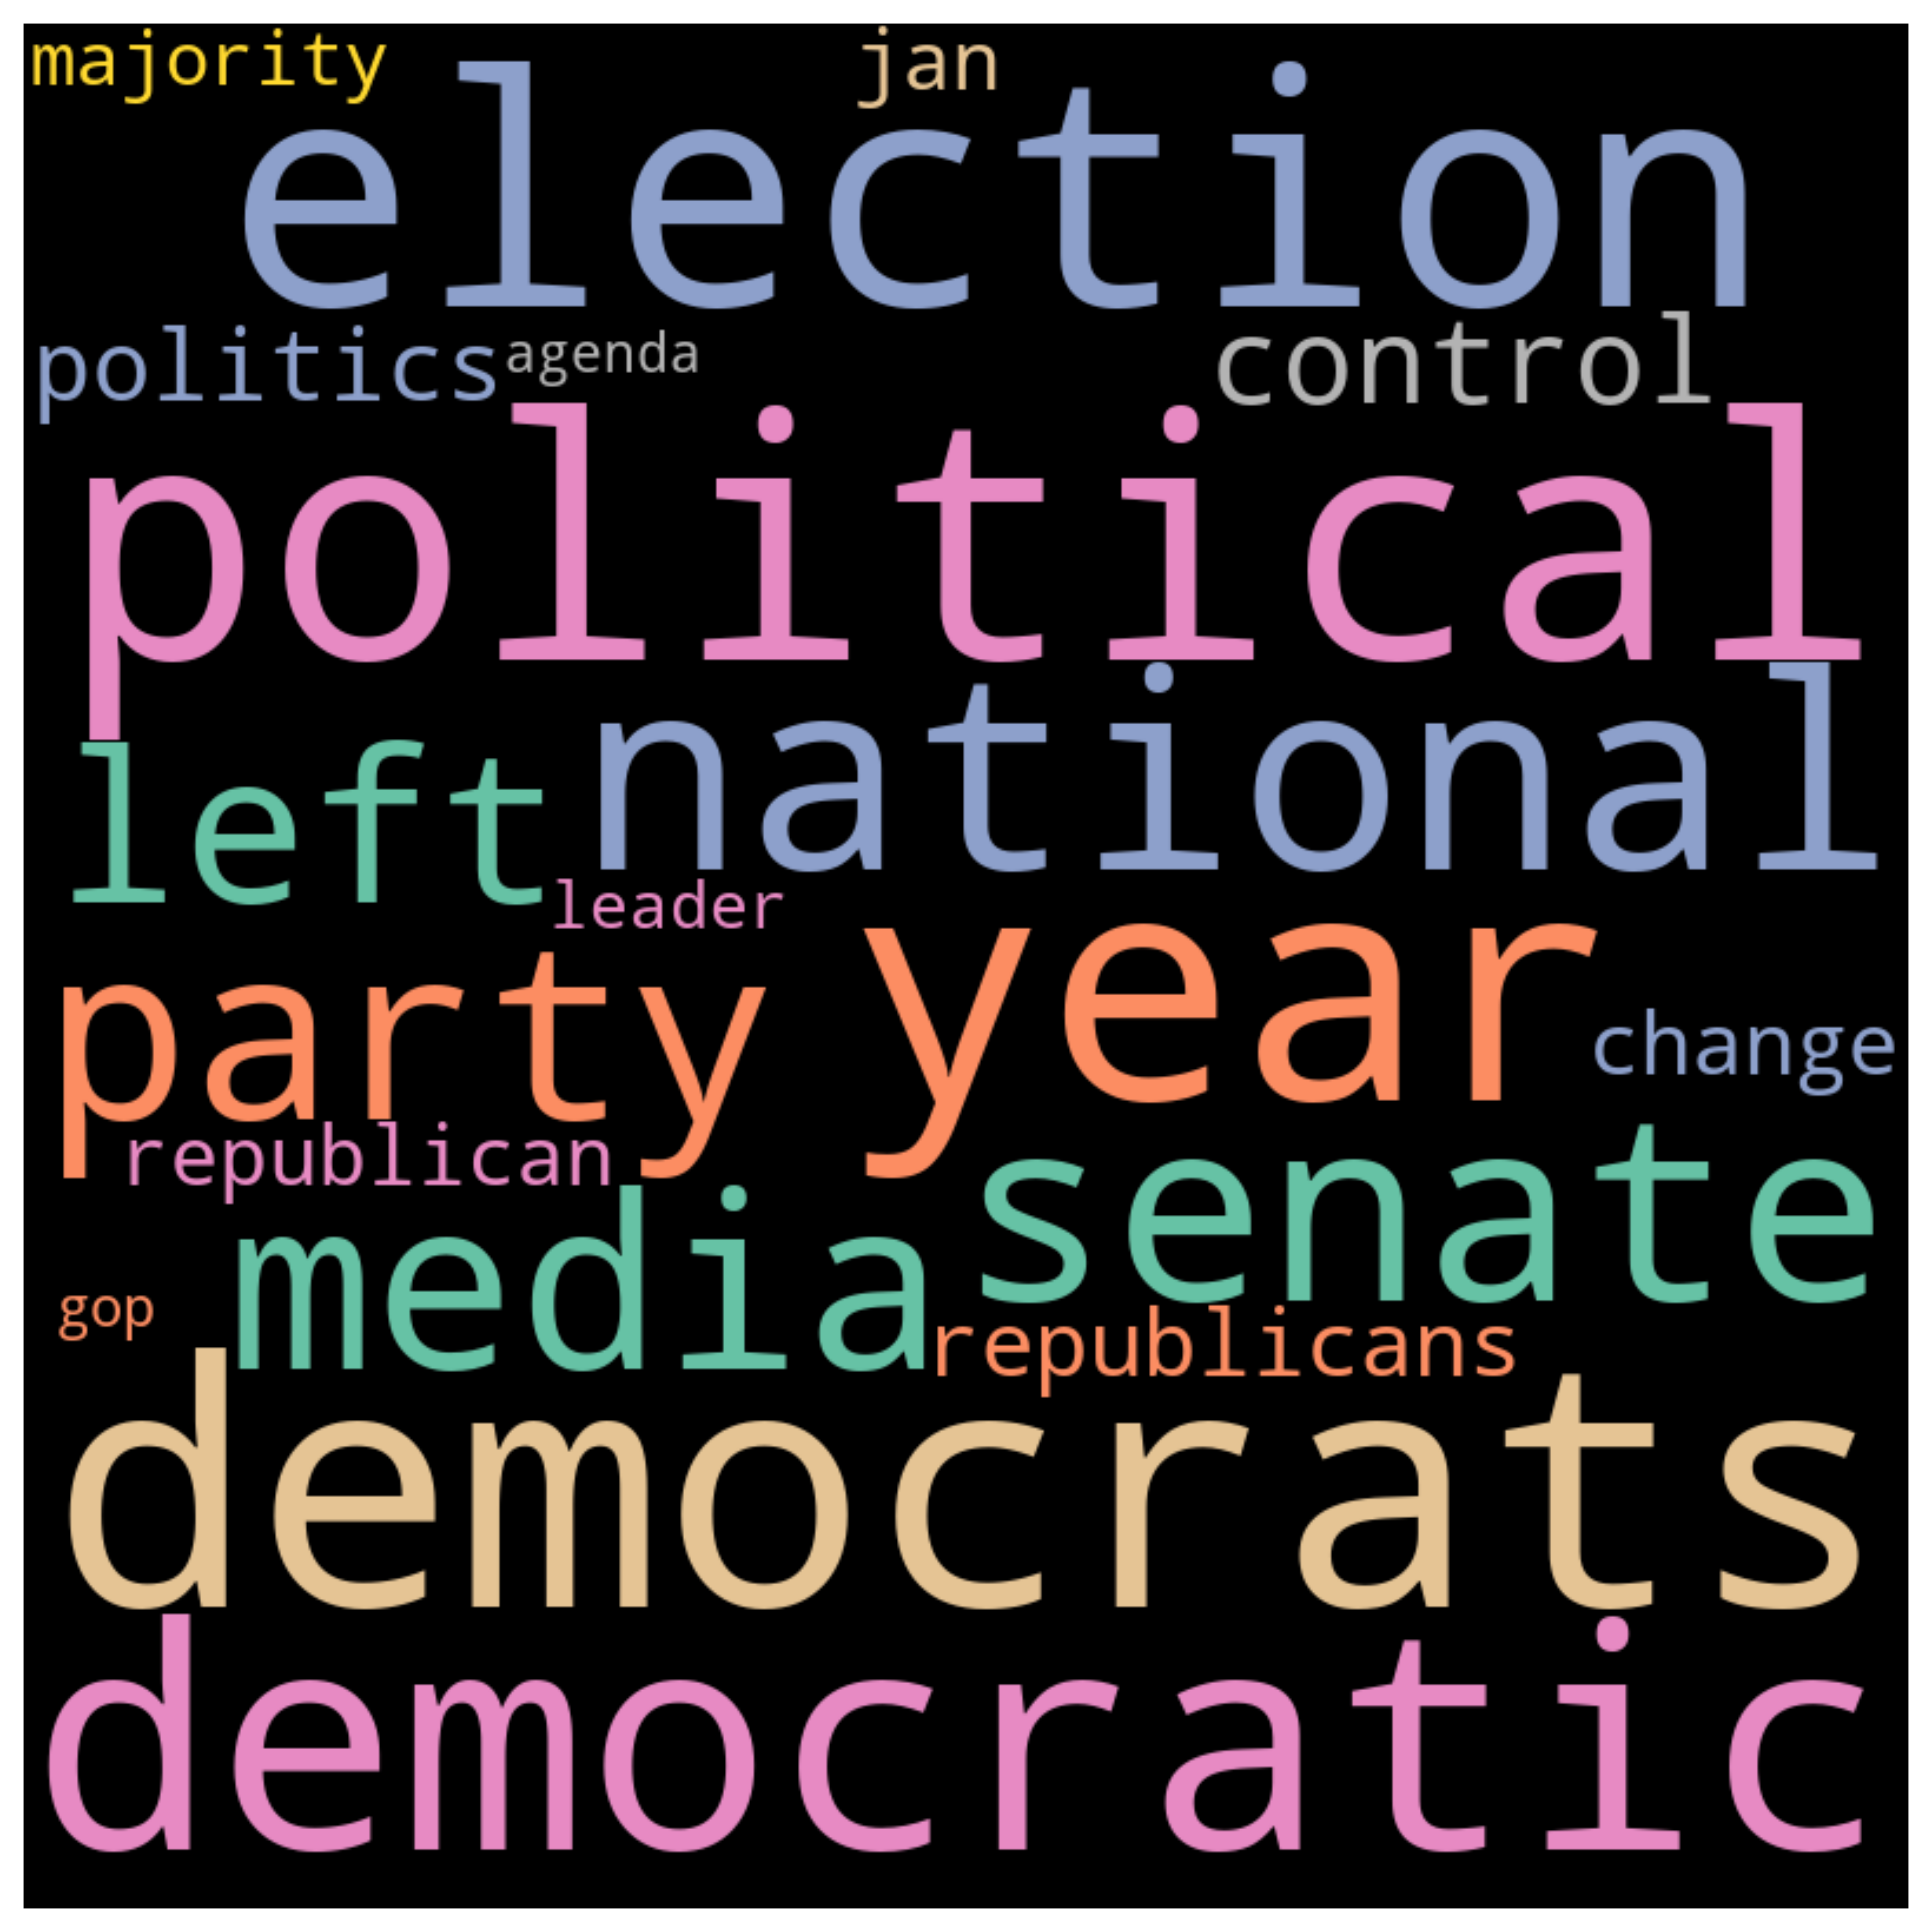 majority jan
election
politics agenda control
political
left national
leader
party year change
republican senate
media
gop republicans
democrats
democratic